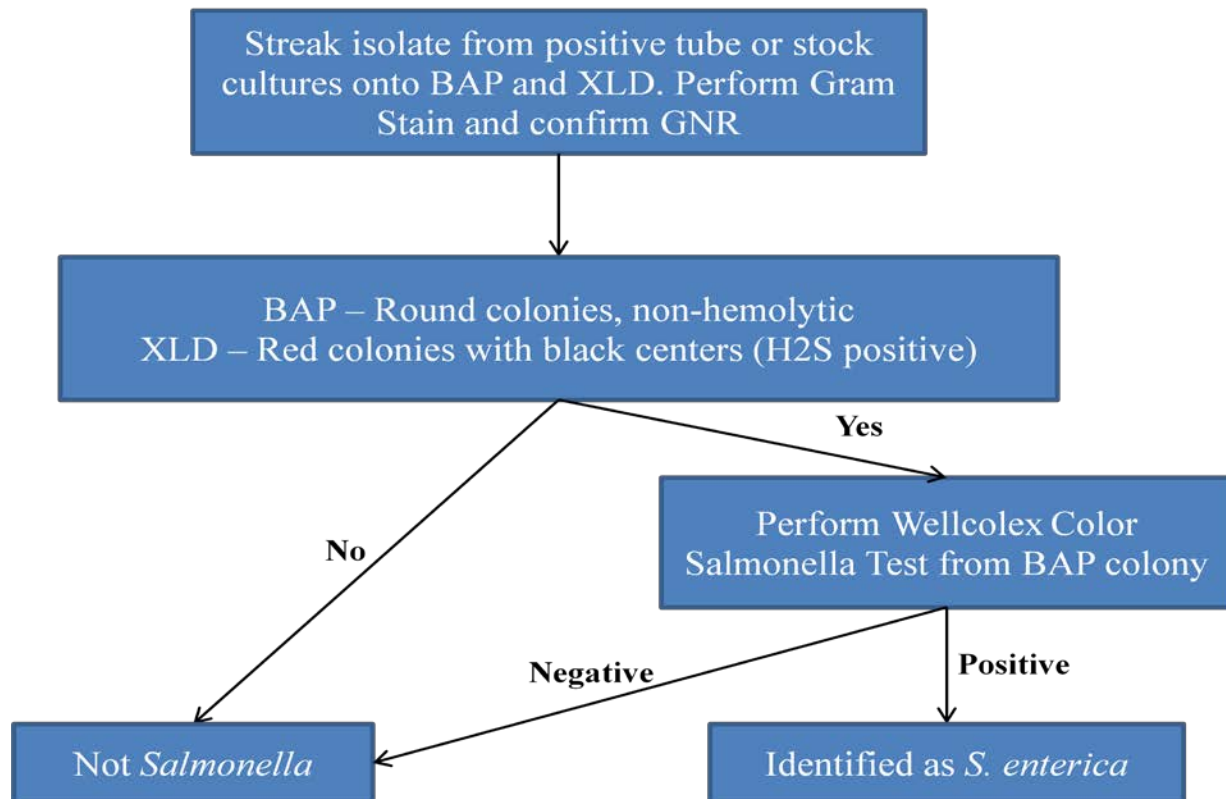 Streak isolate from positive tube or stock
cultures onto BAP and XLD. Perform Gram
Stain and confirm GNR
BAP – Round colonies, non-hemolytic
XLD – Red colonies with black centers (H2S positive)
Yes
No
Perform Wellcolex Color
Salmonella Test from BAP colony
Negative
Positive
Not Salmonella
Identified as S. enterica